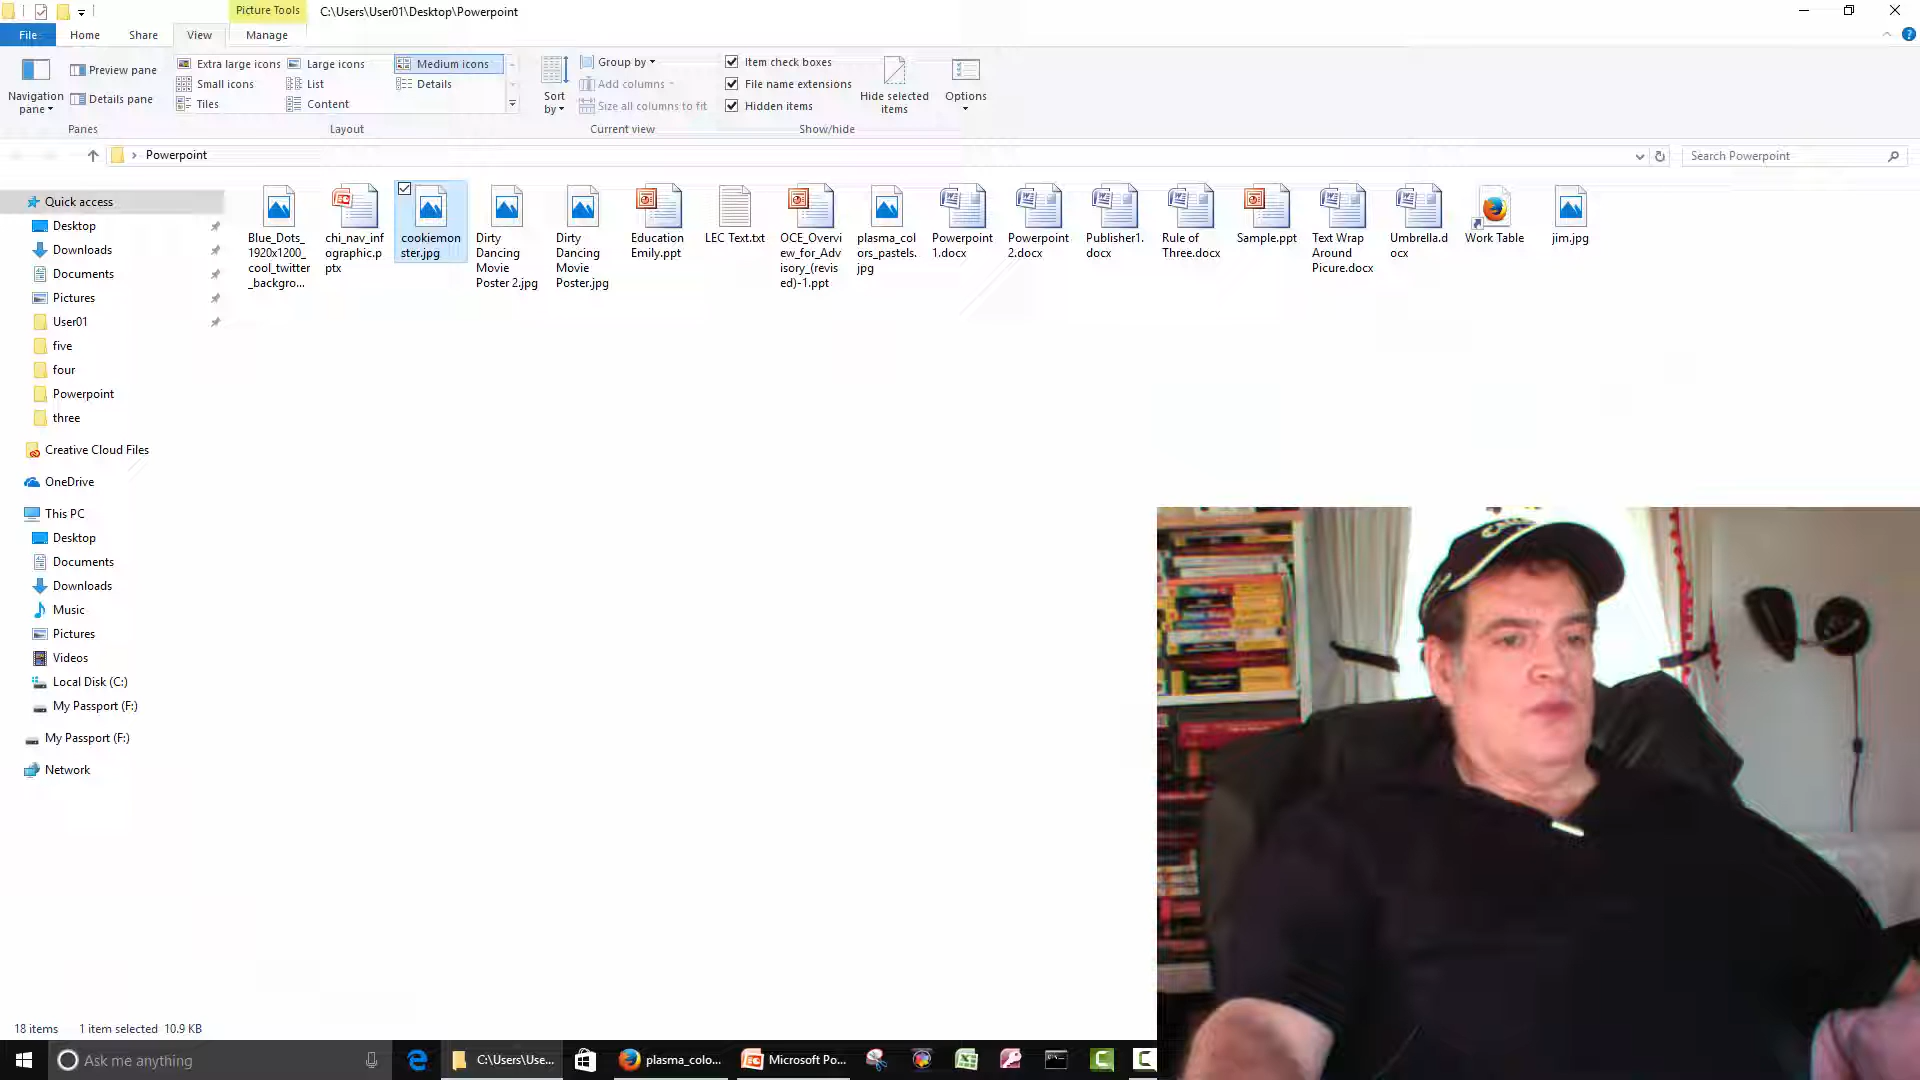 Picture Tools
C:\Users\User01\Desktop\Powerpoint
File
Home
Share
View
Manage
Navigation pane
Preview pane
Details pane
Panes
Extra large icons
Large icons
Medium icons
Small icons
List
Details
Tiles
Content
Layout
Sort by
Group by
Add columns
Size all columns to fit
Current view
Item check boxes
File name extensions
Hidden items
Hide selected items
Show/hide
Options
Powerpoint
Search Powerpoint
Quick access
Desktop
Downloads
Documents
Pictures
User01
five
four
Powerpoint
three
Creative Cloud Files
OneDrive
This PC
Desktop
Documents
Downloads
Music
Pictures
Videos
Local Disk (C:)
My Passport (F:)
My Passport (F:)
Network
Blue_Dots_
1920x1200_
cool_twitter
_backgro...
chi_nav_inf
ographic.p
ptx
cookiemon
ster.jpg
Dirty
Dancing
Movie
Poster 2.jpg
Dirty
Dancing
Movie
Poster.jpg
Education
Emily.ppt
LEC Text.txt
OCE_Overvi
ew_for_Adv
isory_(revis
ed)-1.ppt
plasma_col
ors_pastels.
jpg
Powerpoint
1.docx
Powerpoint
2.docx
Publisher1.
docx
Rule of
Three.docx
Sample.ppt
Text Wrap
Around
Picure.docx
Umbrella.d
ocx
Work Table
jim.jpg
18 items
1 item selected 10.9 KB
Ask me anything
C:\Users\Use...
plasma_colo...
Microsoft Po...